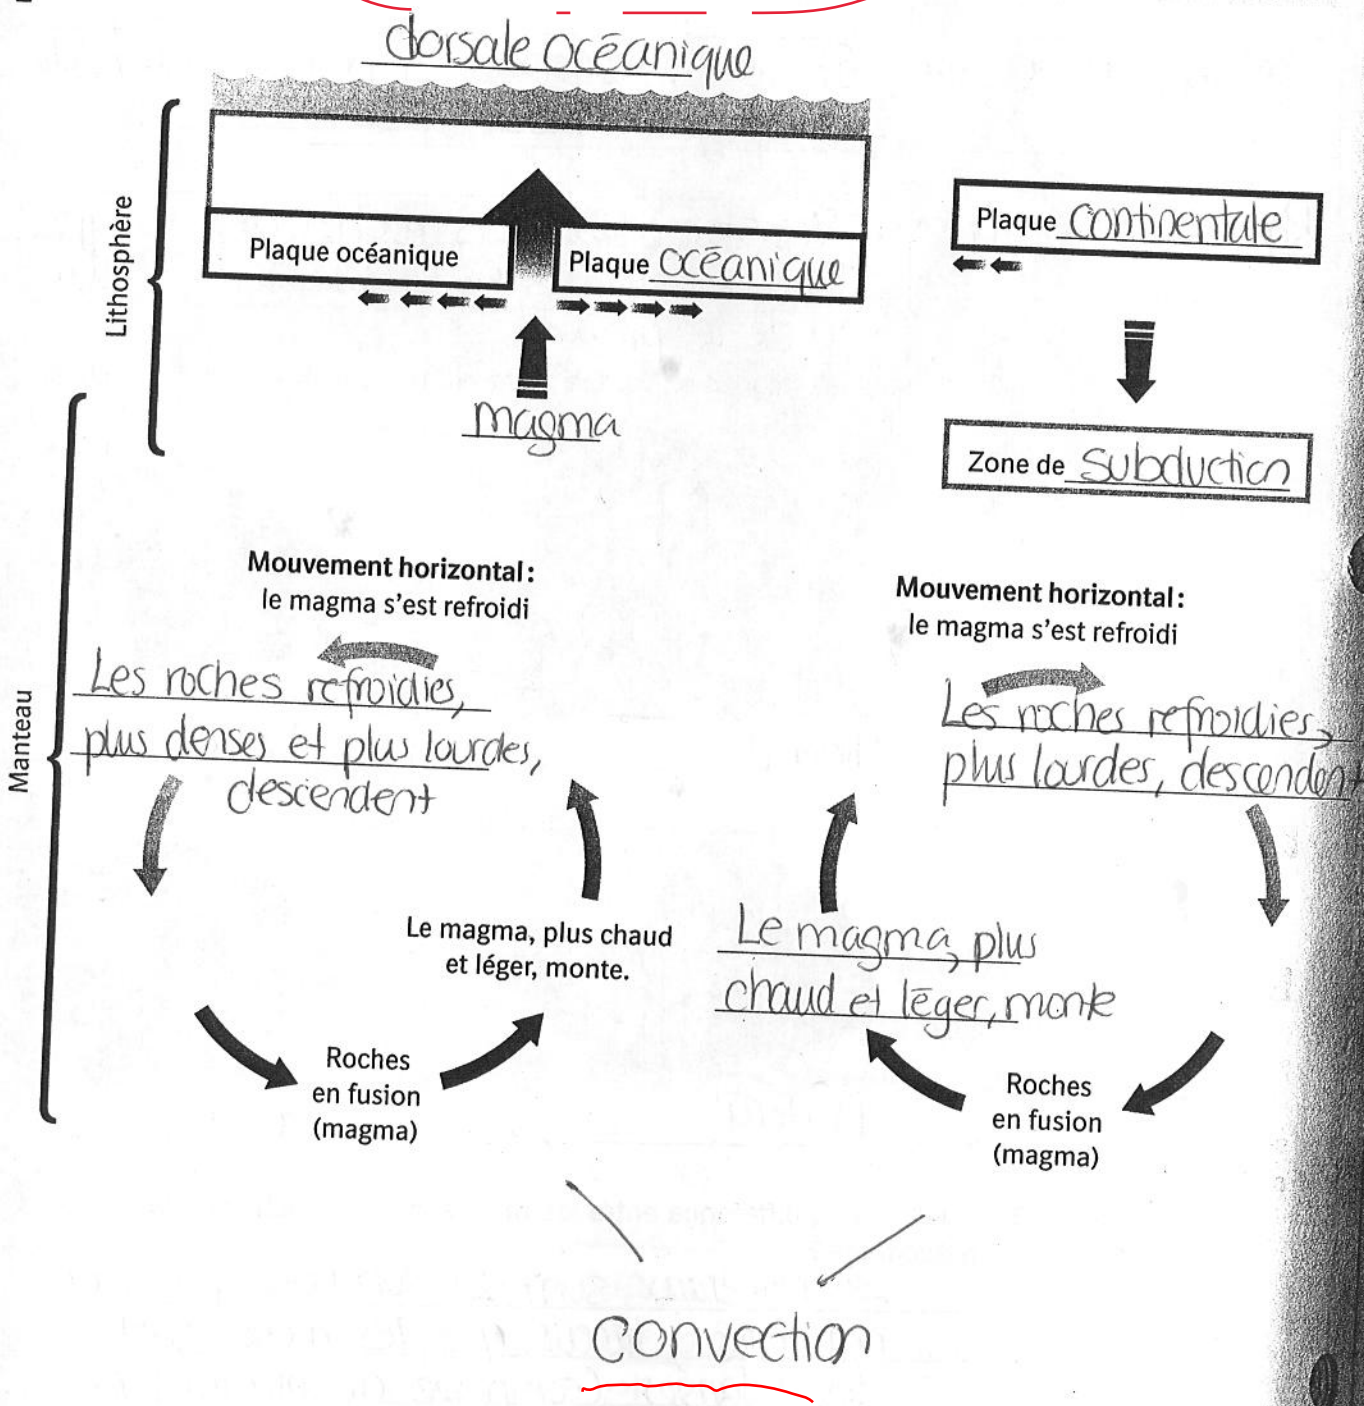 dorsale océanique
Lithosphère
Plaque océanique
Plaque océanique
Plaque continentale
magma
Zone de subduction
Manteau
Mouvement horizontal :
le magma s'est refroidi
Les roches refroidies,
plus denses et plus lourdes,
descendent
Mouvement horizontal :
le magma s'est refroidi
Les roches refroidies,
plus lourdes, descendent
Le magma, plus chaud
et léger, monte.
Le magma, plus
chaud et léger, monte
Roches
en fusion
(magma)
Roches
en fusion
(magma)
convection